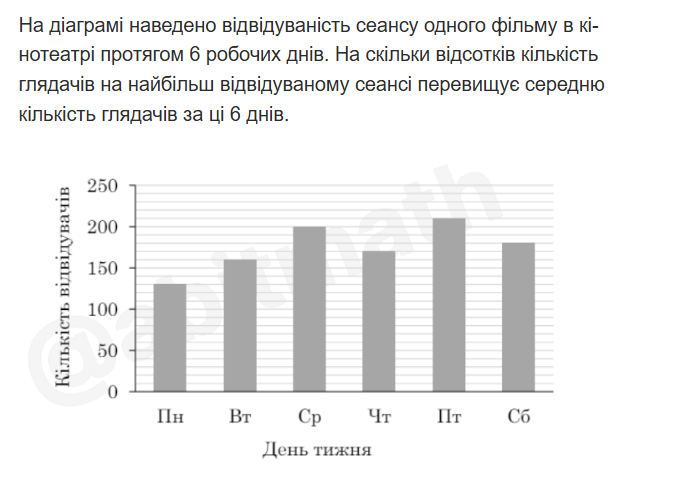 На діаграмі наведено відвідуваність сеансу одного фільму в кі-
нотеатрі протягом 6 робочих днів. На скільки відсотків кількість
глядачів на найбільш відвідуваному сеансі перевищує середню
кількість глядачів за ці 6 днів.
@abitmath
Кількість відвідувачів
250
200
150
100
50
0
Пн Вт Ср Чт Пт Сб
День тижня